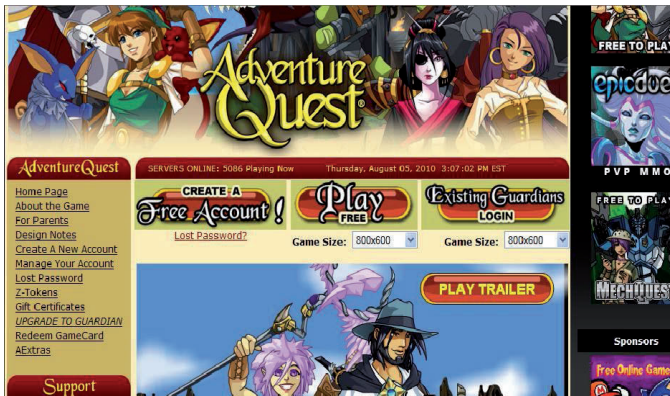 Adventure
Quest®
AdventureQuest
Home Page
About the Game
For Parents
Design Notes
Create A New Account
Manage Your Account
Lost Password
Z-Tokens
Gift Certificates
UPGRADE TO GUARDIAN
Redeem GameCard
AExtras
Support
SERVERS ONLINE: 5086 Playing Now
Thursday, August 05, 2010 3:07:02 PM EST
CREATE A
Free Account!
Lost Password?
Play
FREE
Game Size: 800x600
Existing Guardians
LOGIN
Game Size: 800x600
PLAY TRAILER
FREE TO PLAY
epicdue
PVP MMO
FREE TO PLAY
MECHQUEST
Sponsors
Free Online Game